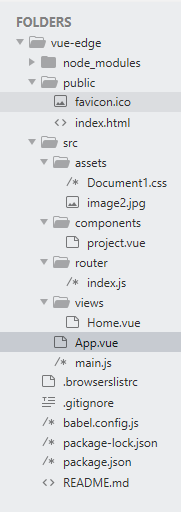 FOLDERS
vue-edge
node_modules
public
favicon.ico
index.html
src
assets
Document1.css
image2.jpg
components
project.vue
router
index.js
views
Home.vue
App.vue
main.js
.browserslistrc
.gitignore
babel.config.js
package-lock.json
package.json
README.md